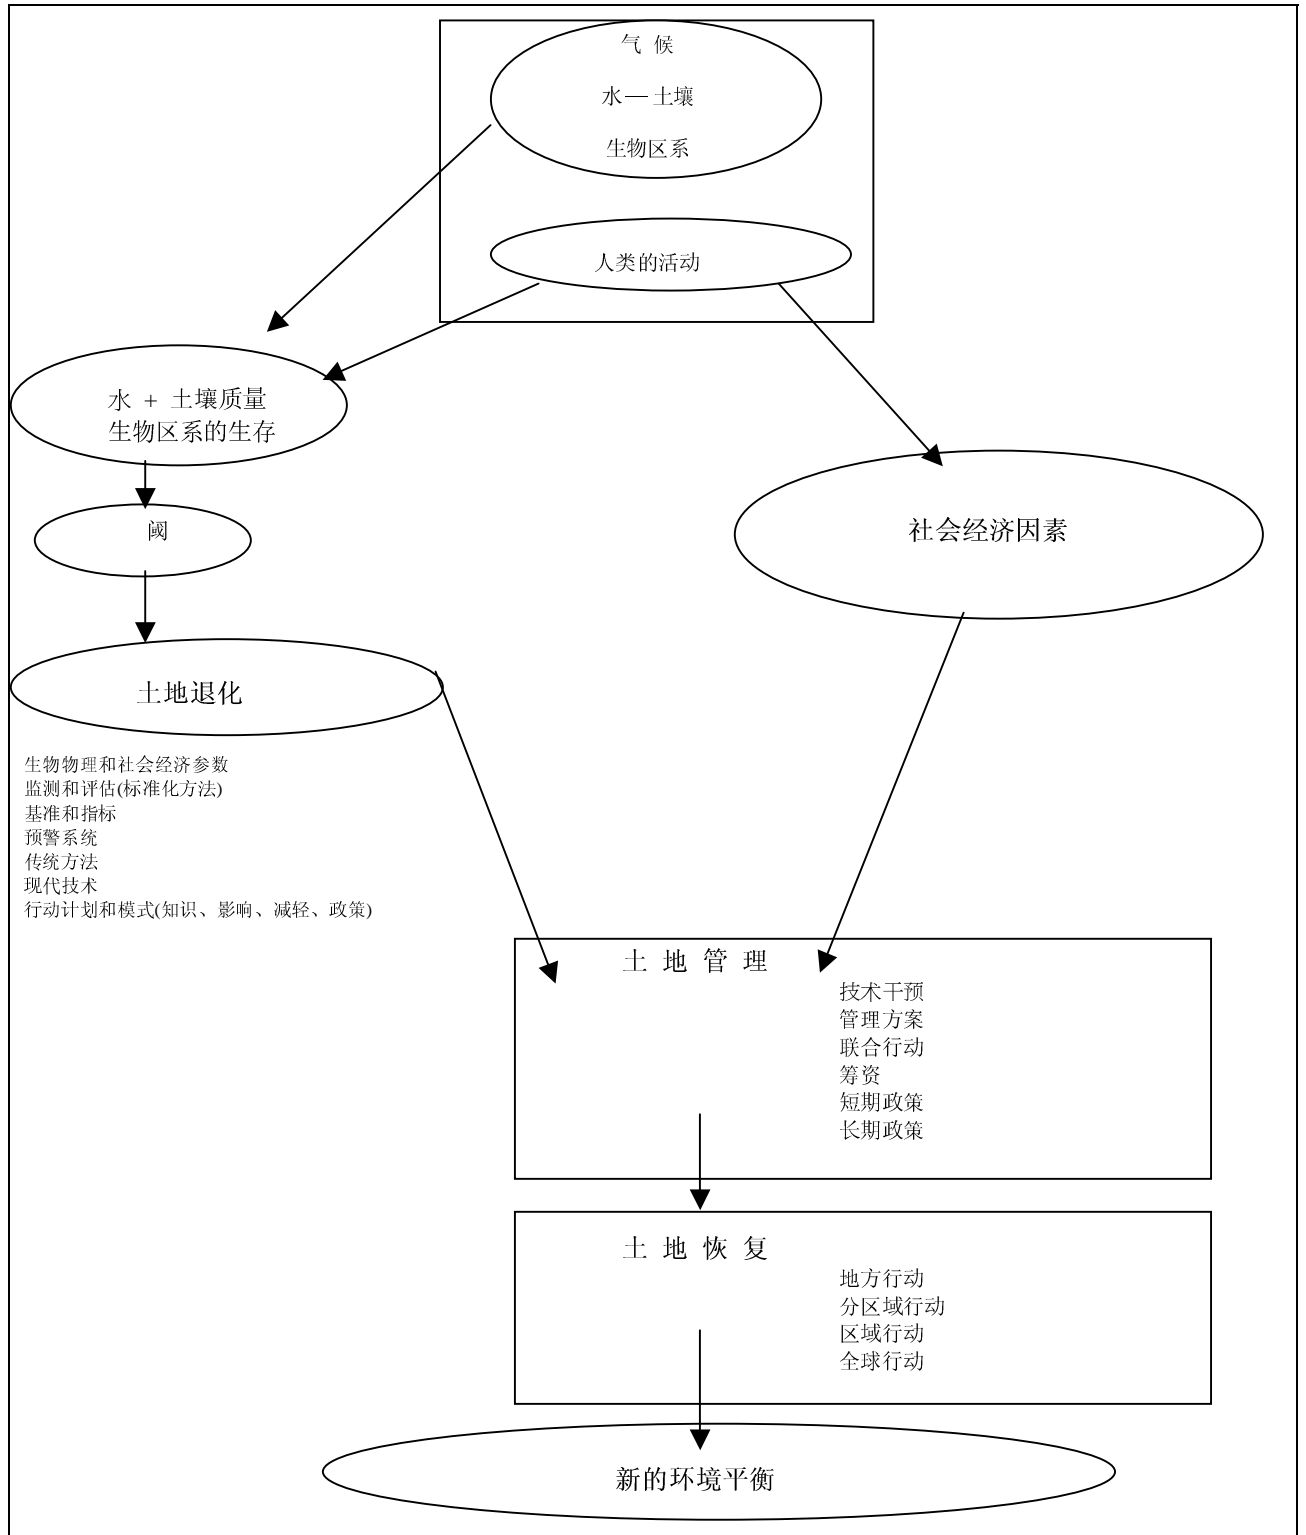 气 候
水— 土壤
生物区系
人类的活动
水 + 土壤质量
生物区系的生存
阈
社会经济因素
土地退化
生物物理和社会经济参数
监测和评估(标准化方法)
基准和指标
预警系统
传统方法
现代技术
行动计划和模式(知识、影响、减轻、政策)
土 地 管 理
技术干预
管理方案
联合行动
筹资
短期政策
长期政策
土 地 恢 复
地方行动
分区域行动
区域行动
全球行动
新的环境平衡